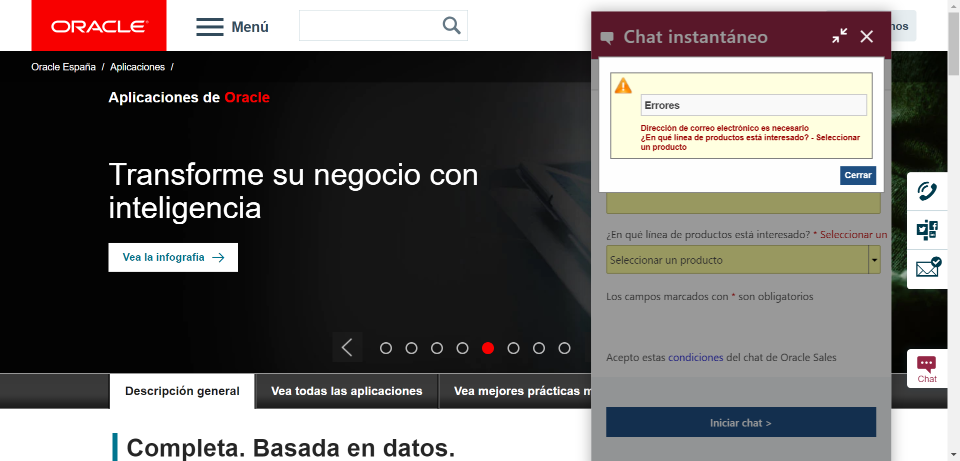 ORACLE
Menú
nos
Oracle España / Aplicaciones /
Aplicaciones de Oracle
Transforme su negocio con
inteligencia
Vea la infografía
Descripción general
Vea todas las aplicaciones
Vea mejores prácticas m
Completa. Basada en datos.
Chat instantáneo
Errores
Dirección de correo electrónico es necesario
¿En qué línea de productos está interesado? - Seleccionar
un producto
Cerrar
¿En qué línea de productos está interesado? * Seleccionar un
Seleccionar un producto
Los campos marcados con * son obligatorios
Acepto estas condiciones del chat de Oracle Sales
Iniciar chat >
Chat